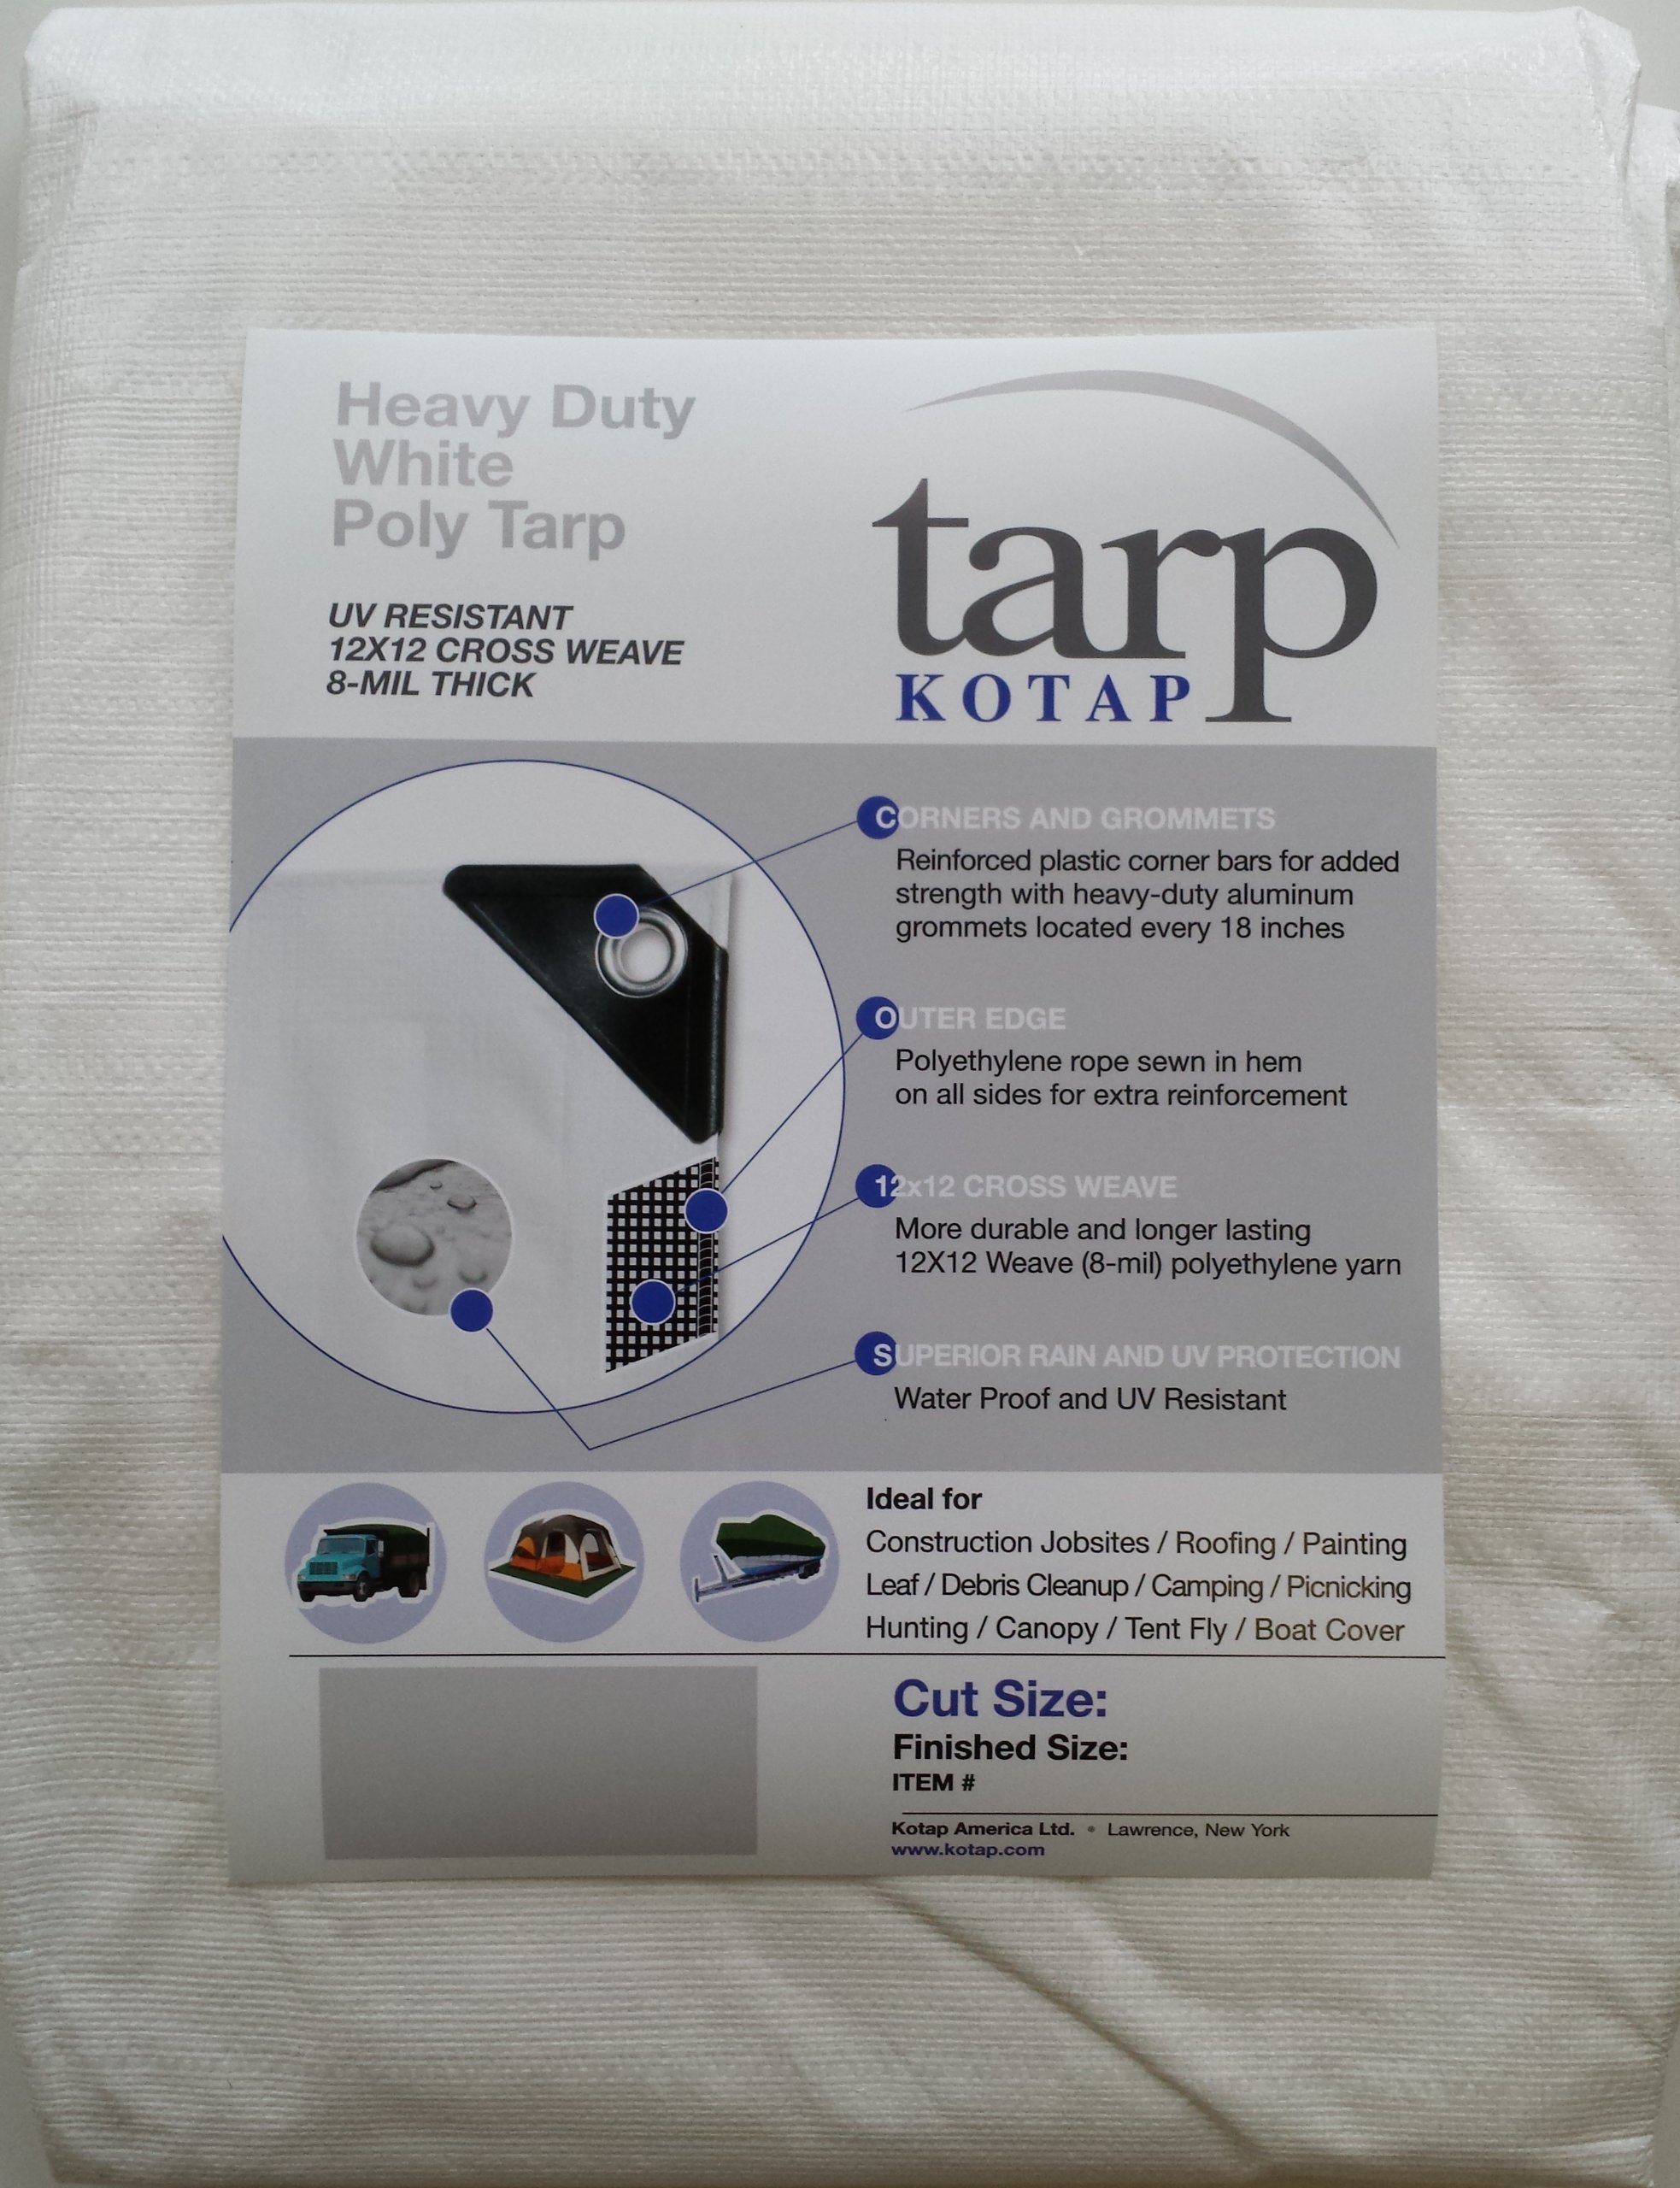 Heavy Duty
White
Poly Tarp
UV RESISTANT
12X12 CROSS WEAVE
8-MIL THICK
tarp
KOTAP
CORNERS AND GROMMETS
Reinforced plastic corner bars for added
strength with heavy-duty aluminum
grommets located every 18 inches
OUTER EDGE
Polyethylene rope sewn in hem
on all sides for extra reinforcement
12x12 CROSS WEAVE
More durable and longer lasting
12X12 Weave (8-mil) polyethylene yarn
SUPERIOR RAIN AND UV PROTECTION
Water Proof and UV Resistant
Ideal for
Construction Jobsites / Roofing / Painting
Leaf / Debris Cleanup / Camping / Picnicking
Hunting / Canopy / Tent Fly / Boat Cover
Cut Size:
Finished Size:
ITEM #
Kotap America Ltd. • Lawrence, New York
www.kotap.com